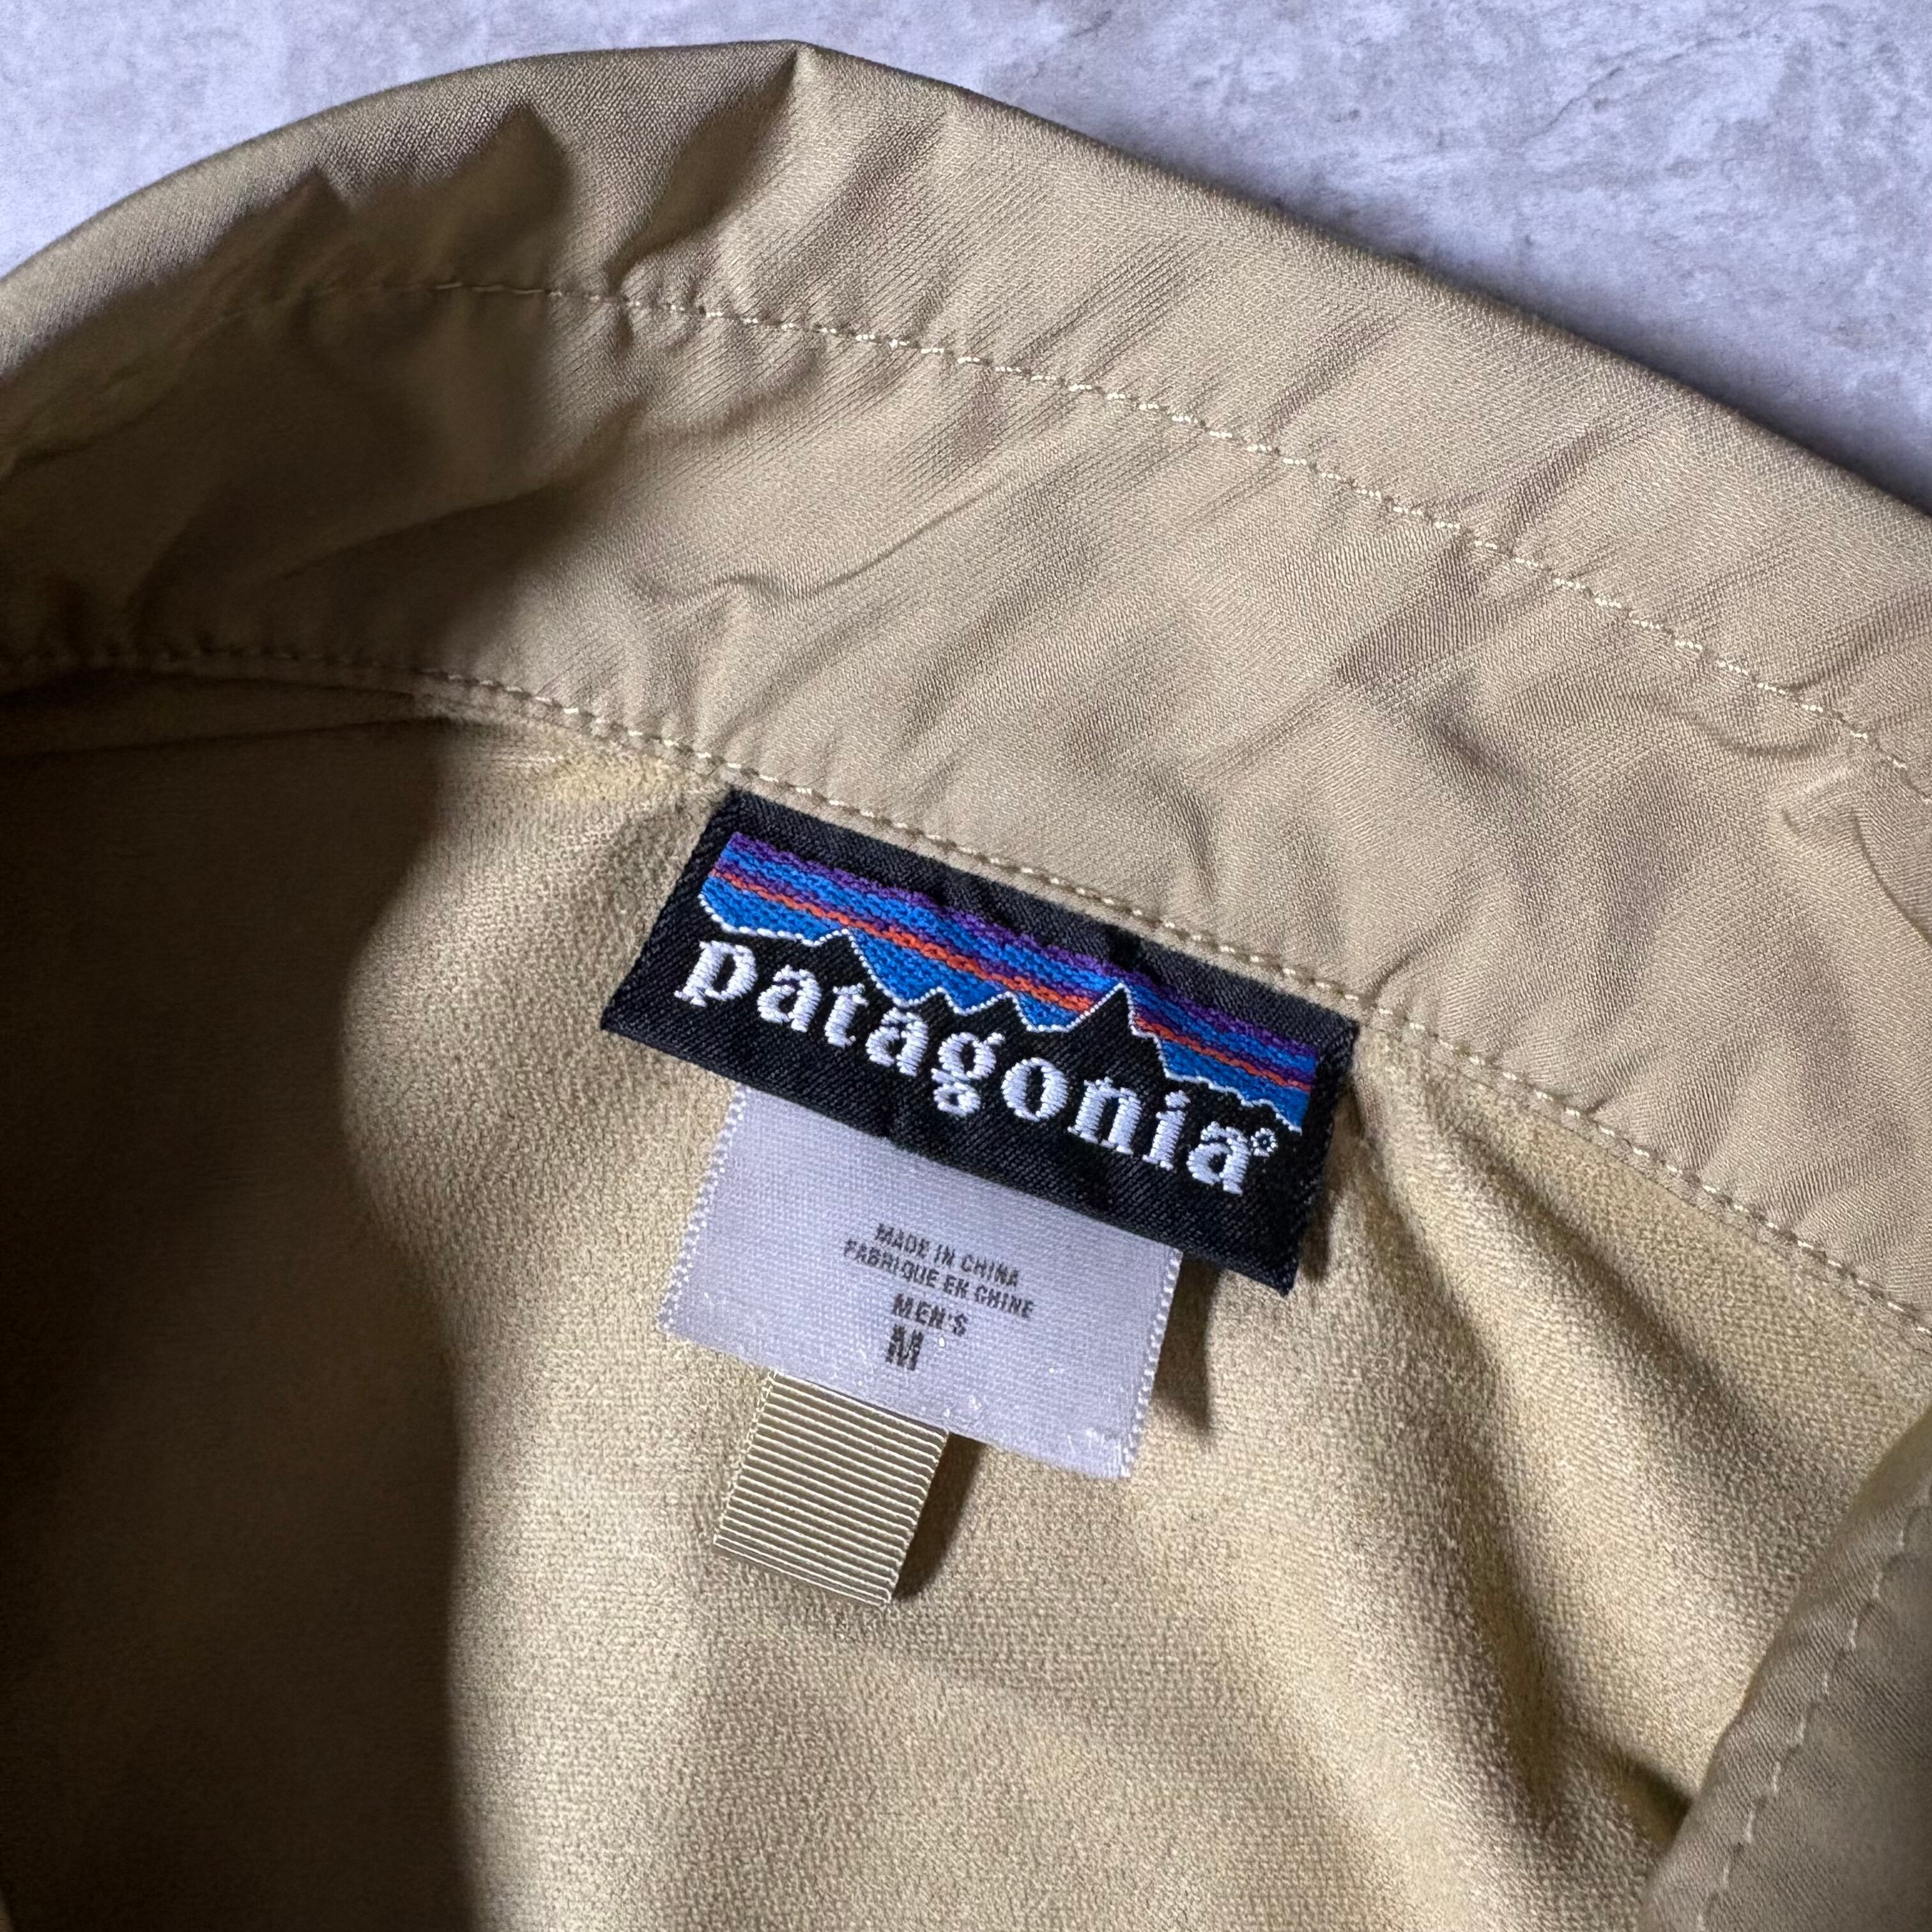 patagonia®
MADE IN CHINA
FABRIQUE EN CHINE
MEN'S
M